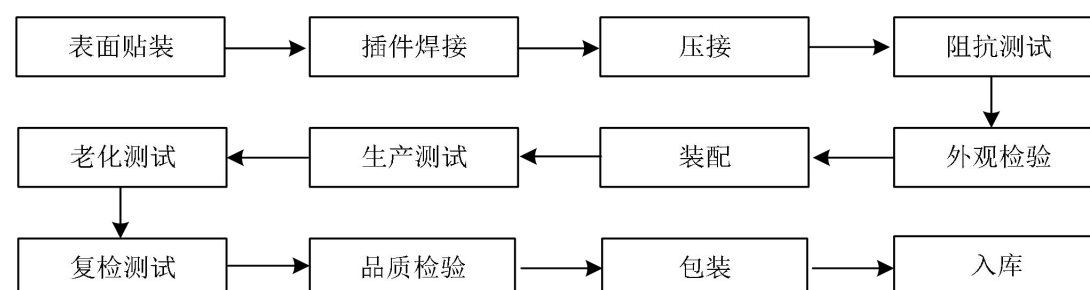 表面贴装
插件焊接
压接
阻抗测试
外观检验
装配
生产测试
老化测试
复检测试
品质检验
包装
入库